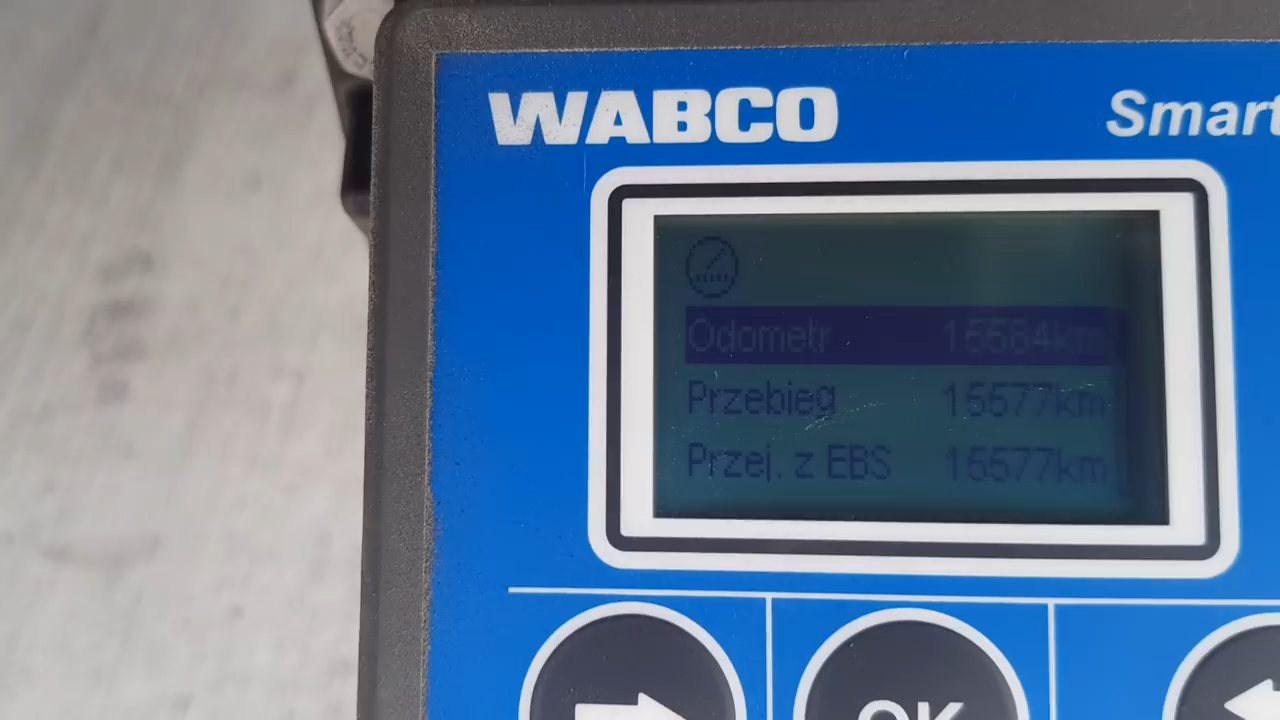 WABCO
Smart
Odometr 15584km
Przebieg 15577km
Przej. z EBS 15577km
OK